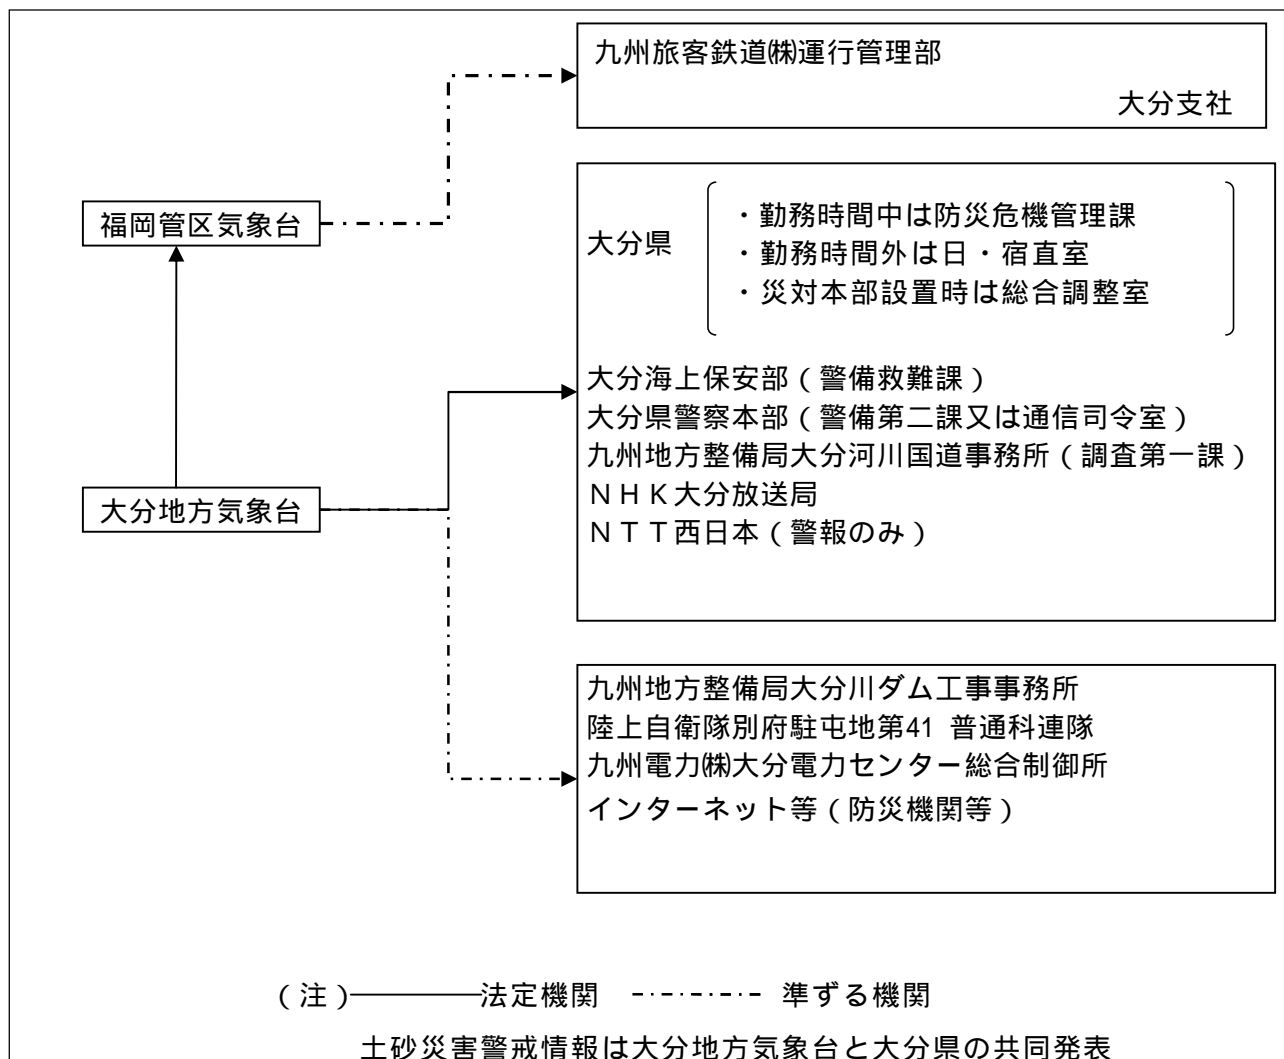 九州旅客鉄道㈱運行管理部
大分支社
福岡管区気象台
大分県
・勤務時間中は防災危機管理課
・勤務時間外は日・宿直室
・災対本部設置時は総合調整室
大分海上保安部（警備救難課）
大分県警察本部（警備第二課又は通信司令室）
九州地方整備局大分河川国道事務所（調査第一課）
ＮＨＫ大分放送局
ＮＴＴ西日本（警報のみ）
大分地方気象台
九州地方整備局大分川ダム工事事務所
陸上自衛隊別府駐屯地第41 普通科連隊
九州電力㈱大分電力センター総合制御所
インターネット等（防災機関等）
（注）法定機関 準ずる機関
土砂災害警戒情報は大分地方気象台と大分県の共同発表